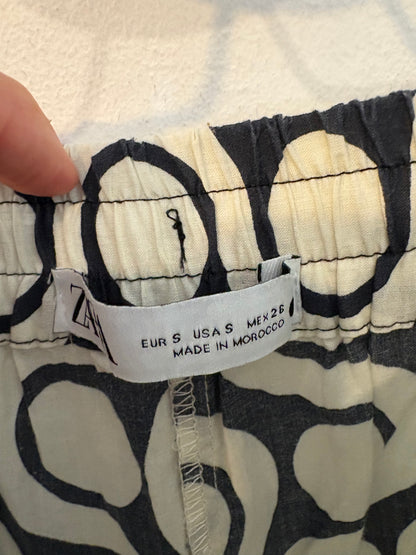 ZARA
EUR S USA S MEX 26
MADE IN MOROCCO